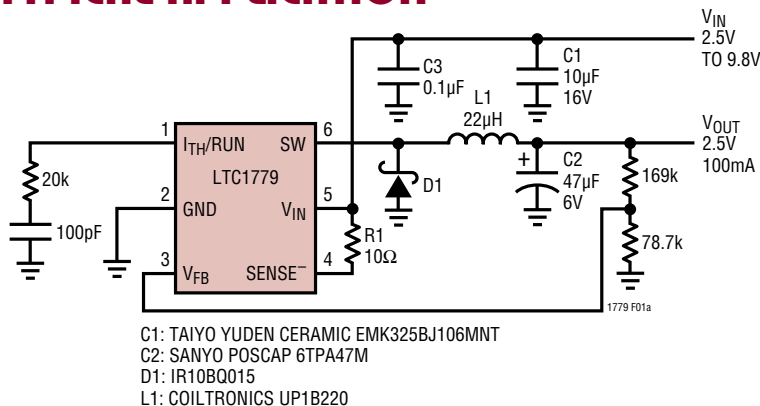 V_IN
2.5V
TO 9.8V
C3
0.1µF
C1
10µF
16V
L1
22µH
1
6
I_TH/RUN
SW
20k
LTC1779
V_OUT
2.5V
100mA
+
C2
47µF
6V
169k
D1
2
5
GND
V_IN
100pF
R1
10Ω
78.7k
3
4
V_FB
SENSE⁻
1779 F01a
C1: TAIYO YUDEN CERAMIC EMK325BJ106MNT
C2: SANYO POSCAP 6TPA47M
D1: IR10BQ015
L1: COILTRONICS UP1B220